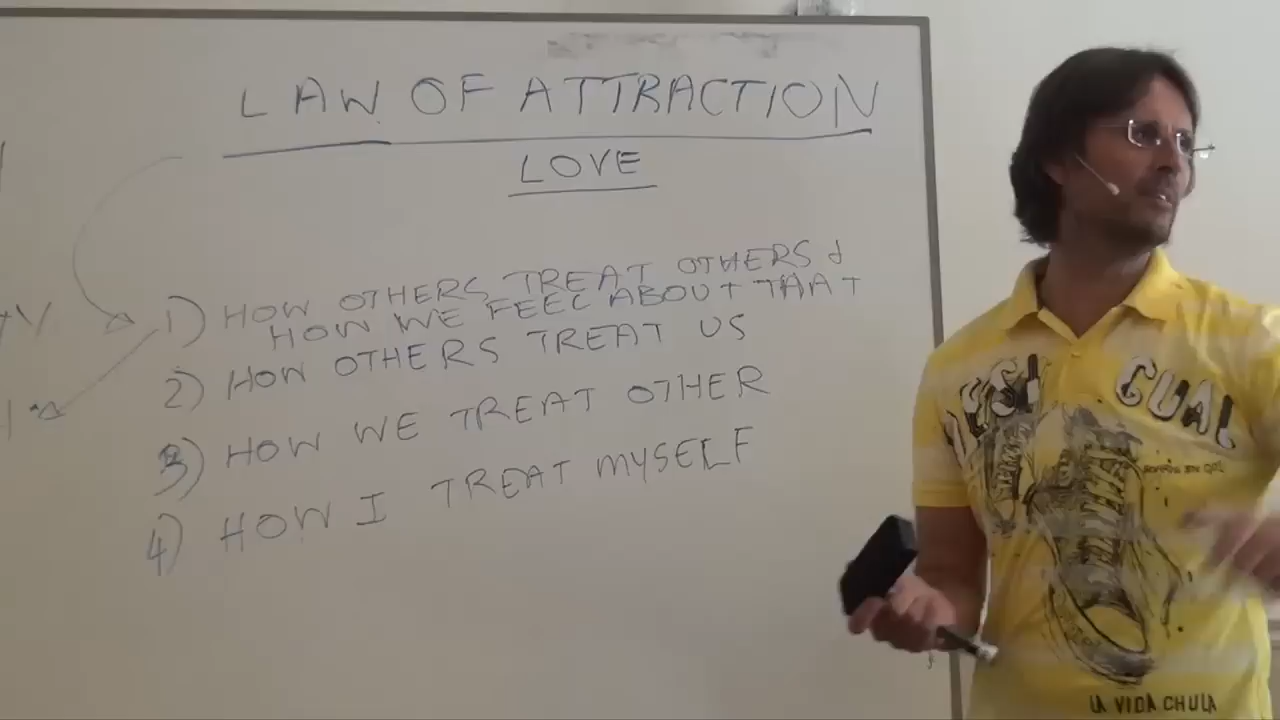 LAW OF ATTRACTION
LOVE
1) HOW OTHERS TREAT OTHERS &
HOW WE FEEL ABOUT THAT
2) HOW OTHERS TREAT US
3) HOW WE TREAT OTHER
4) HOW I TREAT MYSELF
GUAL
LA VIDA CHULA